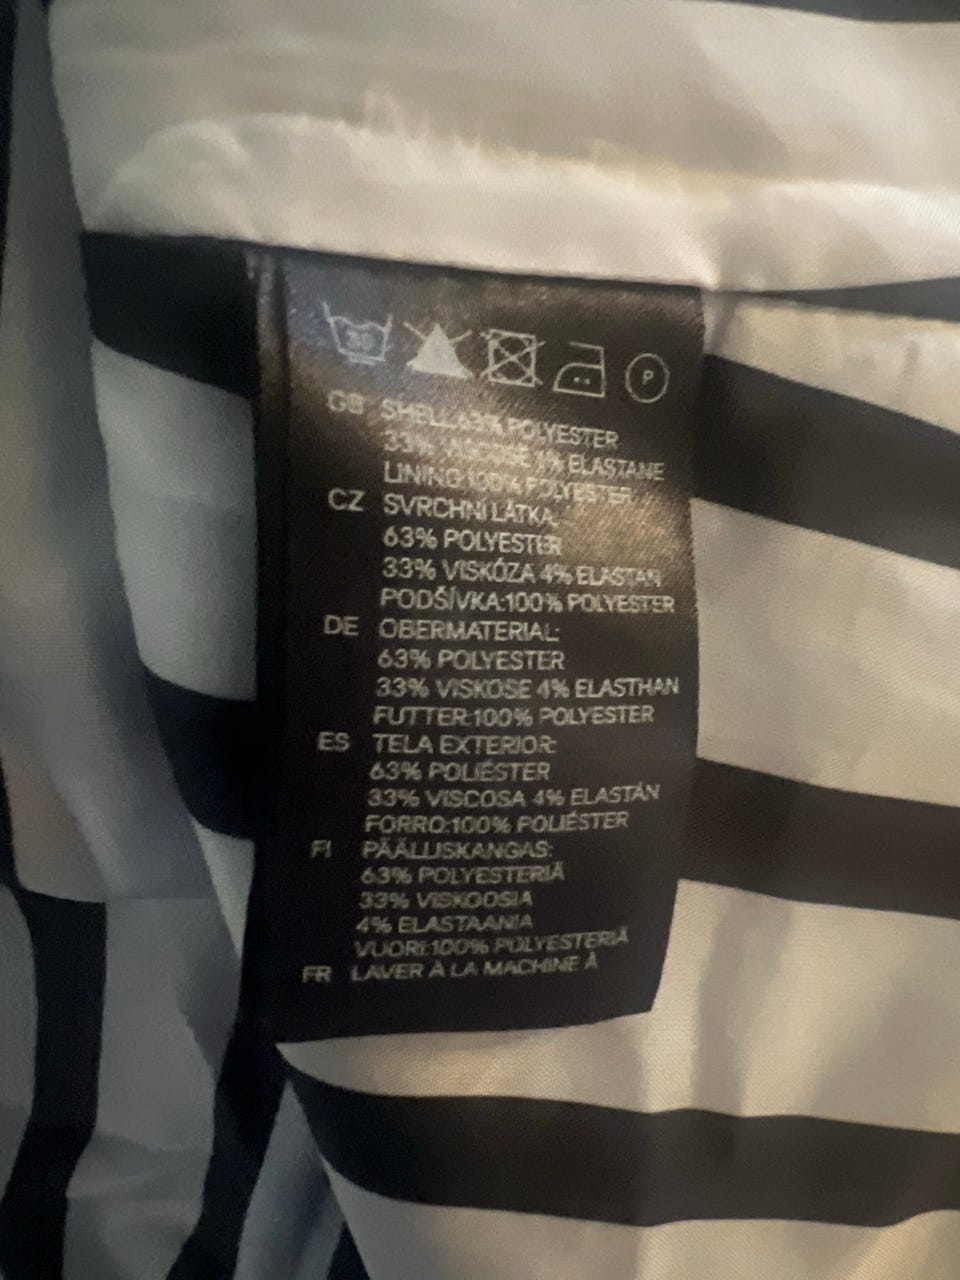 30
P
GB SHELL:63% POLYESTER
33% VISCOSE 4% ELASTANE
LINING:100% POLYESTER
CZ SVRCHNÍ LÁTKA:
63% POLYESTER
33% VISKÓZA 4% ELASTAN
PODŠÍVKA:100% POLYESTER
DE OBERMATERIAL:
63% POLYESTER
33% VISKOSE 4% ELASTHAN
FUTTER:100% POLYESTER
ES TELA EXTERIOR:
63% POLIÉSTER
33% VISCOSA 4% ELASTÁN
FORRO:100% POLIÉSTER
FI PÄÄLLISKANGAS:
63% POLYESTERIÄ
33% VISKOOSIA
4% ELASTAANIA
VUORI:100% POLYESTERIÄ
FR LAVER À LA MACHINE À